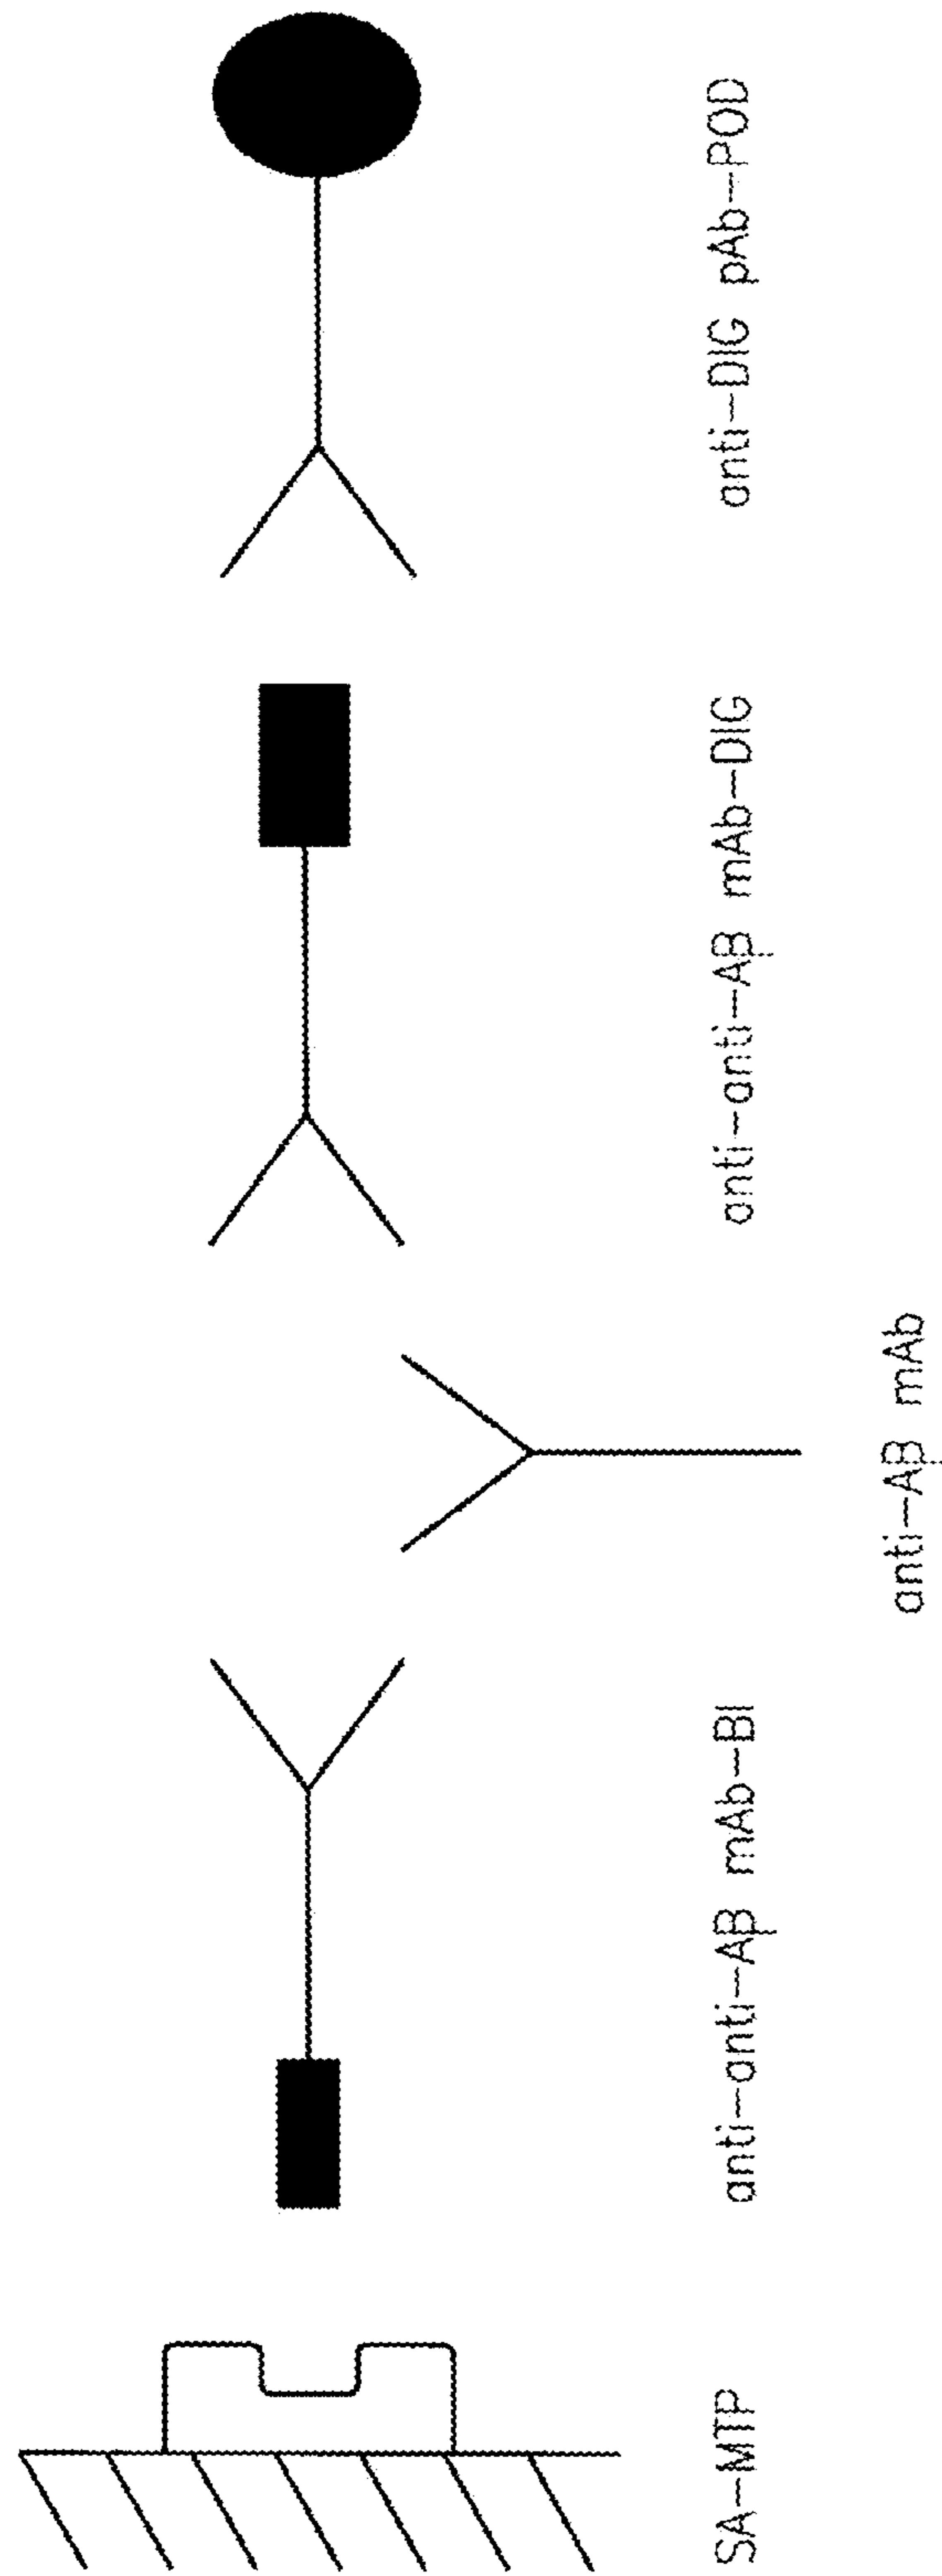 SA-MTP
anti-anti-Aβ mAb-BI
anti-anti-Aβ mAb-DIG
anti-DIG pAb-POD
anti-Aβ mAb